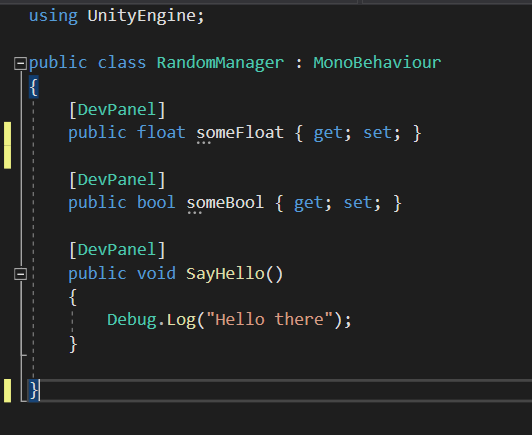 using UnityEngine;
public class RandomManager : MonoBehaviour
{
[DevPanel]
public float someFloat { get; set; }
[DevPanel]
public bool someBool { get; set; }
[DevPanel]
public void SayHello()
{
Debug.Log("Hello there");
}
}